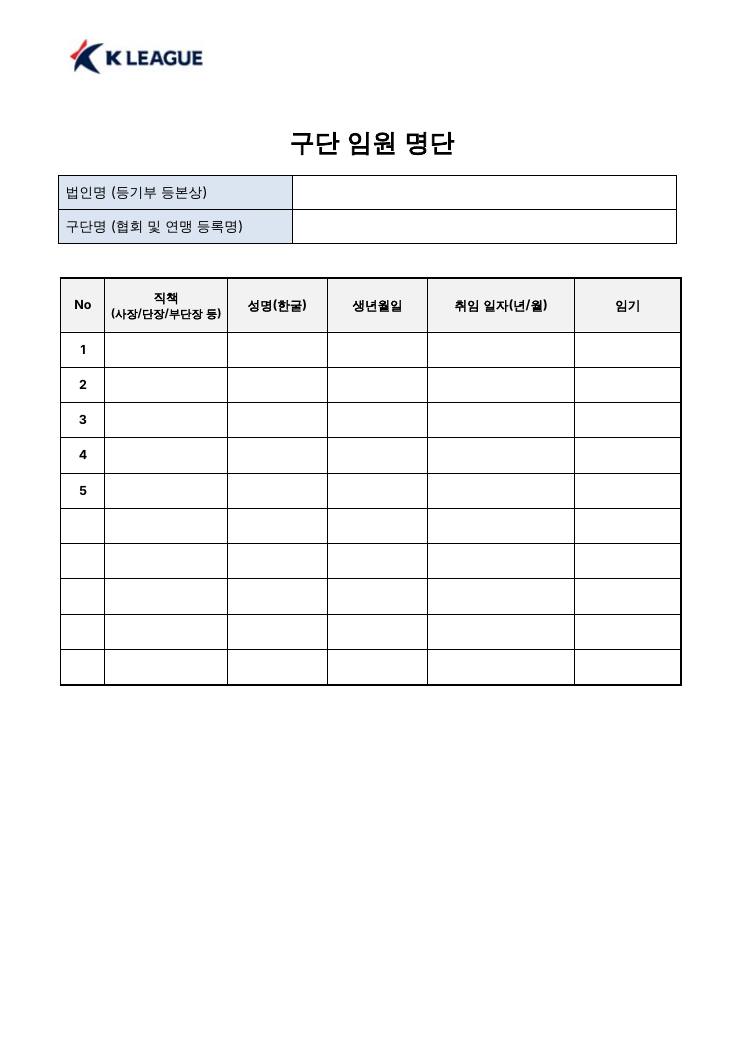 K LEAGUE
구단 임원 명단
법인명 (등기부 등본상)
구단명 (협회 및 연맹 등록명)
No 직책 (사장/단장/부단장 등) 성명(한굴) 생년월일 취임 일자(년/월) 임기
1
2
3
4
5